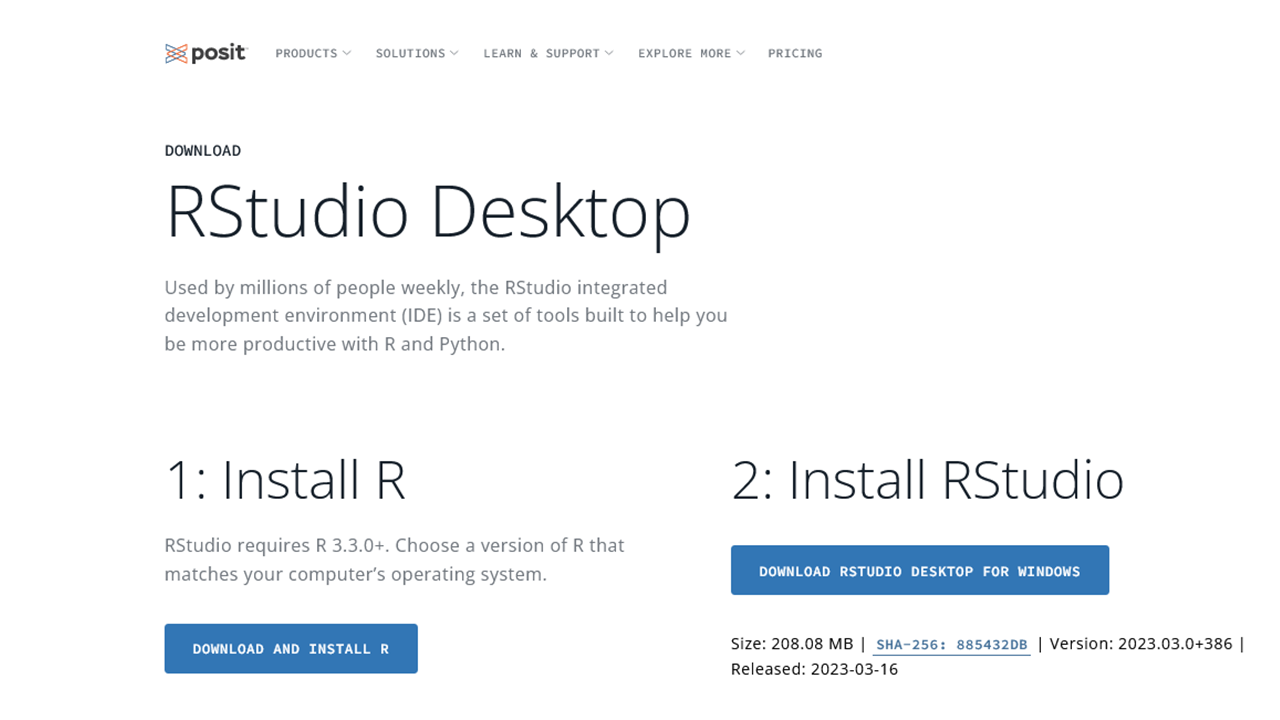 posit PRODUCTS SOLUTIONS LEARN & SUPPORT EXPLORE MORE PRICING
DOWNLOAD
RStudio Desktop
Used by millions of people weekly, the RStudio integrated
development environment (IDE) is a set of tools built to help you
be more productive with R and Python.
1: Install R
RStudio requires R 3.3.0+. Choose a version of R that
matches your computer’s operating system.
DOWNLOAD AND INSTALL R
2: Install RStudio
DOWNLOAD RSTUDIO DESKTOP FOR WINDOWS
Size: 208.08 MB | SHA-256: 885432DB | Version: 2023.03.0+386 |
Released: 2023-03-16